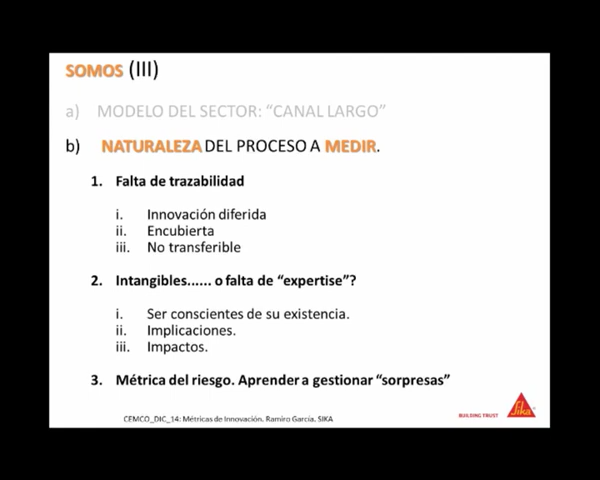 SOMOS (III)
a) MODELO DEL SECTOR: “CANAL LARGO”
b) NATURALEZA DEL PROCESO A MEDIR.
1. Falta de trazabilidad
i. Innovación diferida
ii. Encubierta
iii. No transferible
2. Intangibles...... o falta de “expertise”?
i. Ser conscientes de su existencia.
ii. Implicaciones.
iii. Impactos.
3. Métrica del riesgo. Aprender a gestionar “sorpresas”
CEMCO_DIC_14: Métricas de Innovación. Ramiro García. SIKA
BUILDING TRUST
Sika